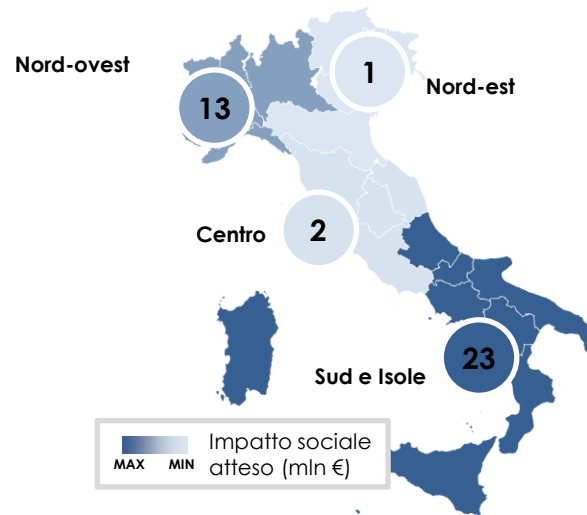 Nord-ovest
1
Nord-est
13
Centro
2
Sud e Isole
23
MAX MIN
Impatto sociale
atteso (mln €)